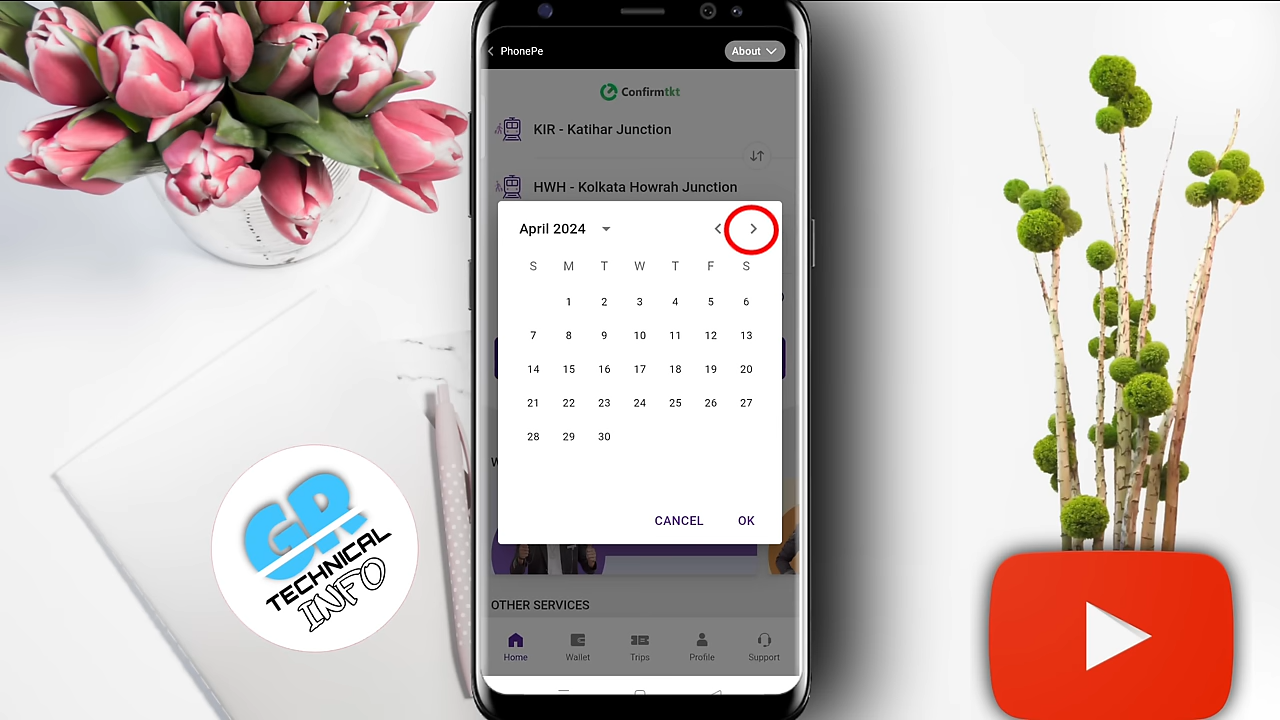 PhonePe
About
Confirmtkt
KIR - Katihar Junction
HWH - Kolkata Howrah Junction
April 2024
S M T W T F S
1 2 3 4 5 6
7 8 9 10 11 12 13
14 15 16 17 18 19 20
21 22 23 24 25 26 27
28 29 30
CANCEL OK
OTHER SERVICES
Home Wallet Trips Profile Support
GR
TECHNICAL
INFO